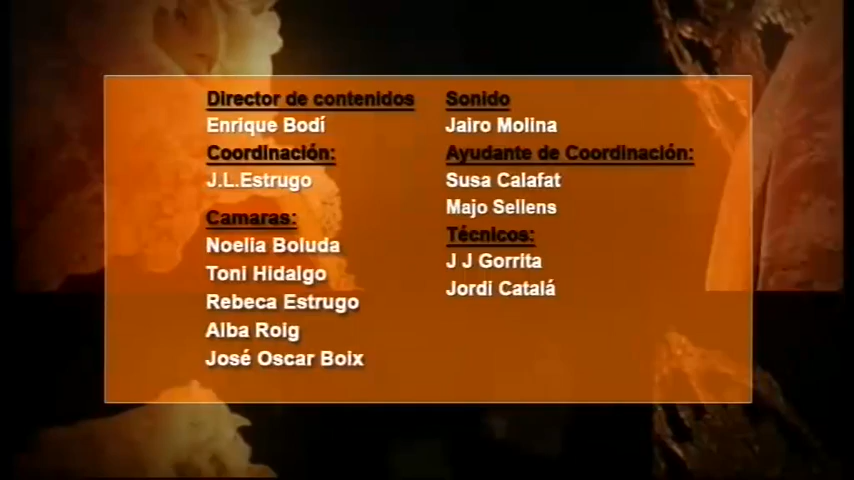 Director de contenidos
Enrique Bodí
Coordinación:
J.L.Estrugo
Camaras:
Noelia Boluda
Toni Hidalgo
Rebeca Estrugo
Alba Roig
José Oscar Boix
Sonido
Jairo Molina
Ayudante de Coordinación:
Susa Calafat
Majo Sellens
Técnicos:
J J Gorrita
Jordi Catalá